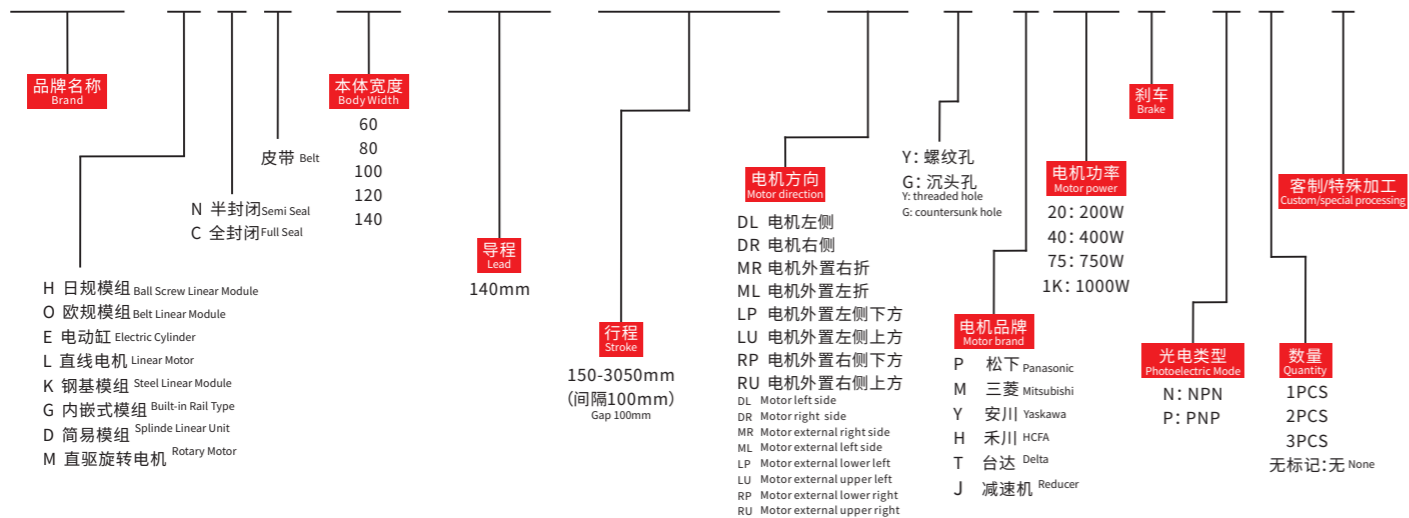 品牌名称
Brand
H 日规模组 Ball Screw Linear Module
O 欧规模组 Belt Linear Module
E 电动缸 Electric Cylinder
L 直线电机 Linear Motor
K 钢基模组 Steel Linear Module
G 内嵌式模组 Built-in Rail Type
D 简易模组 Splinde Linear Unit
M 直驱旋转电机 Rotary Motor
N 半封闭 Semi Seal
C 全封闭 Full Seal
皮带 Belt
本体宽度
Body Width
60
80
100
120
140
导程
Lead
140mm
行程
Stroke
150-3050mm
(间隔100mm)
Gap 100mm
电机方向
Motor direction
DL 电机左侧
DR 电机右侧
MR 电机外置右折
ML 电机外置左折
LP 电机外置左侧下方
LU 电机外置左侧上方
RP 电机外置右侧下方
RU 电机外置右侧上方
DL Motor left side
DR Motor right side
MR Motor external right side
ML Motor external left side
LP Motor external lower left
LU Motor external upper left
RP Motor external lower right
RU Motor external upper right
Y: 螺纹孔
G: 沉头孔
Y: threaded hole
G: countersunk hole
电机品牌
Motor brand
P 松下 Panasonic
M 三菱 Mitsubishi
Y 安川 Yaskawa
H 禾川 HCFA
T 台达 Delta
J 减速机 Reducer
电机功率
Motor power
20: 200W
40: 400W
75: 750W
1K: 1000W
刹车
Brake
光电类型
Photoelectric Mode
N: NPN
P: PNP
数量
Quantity
1PCS
2PCS
3PCS
无标记:无 None
客制/特殊加工
Custom/special processing